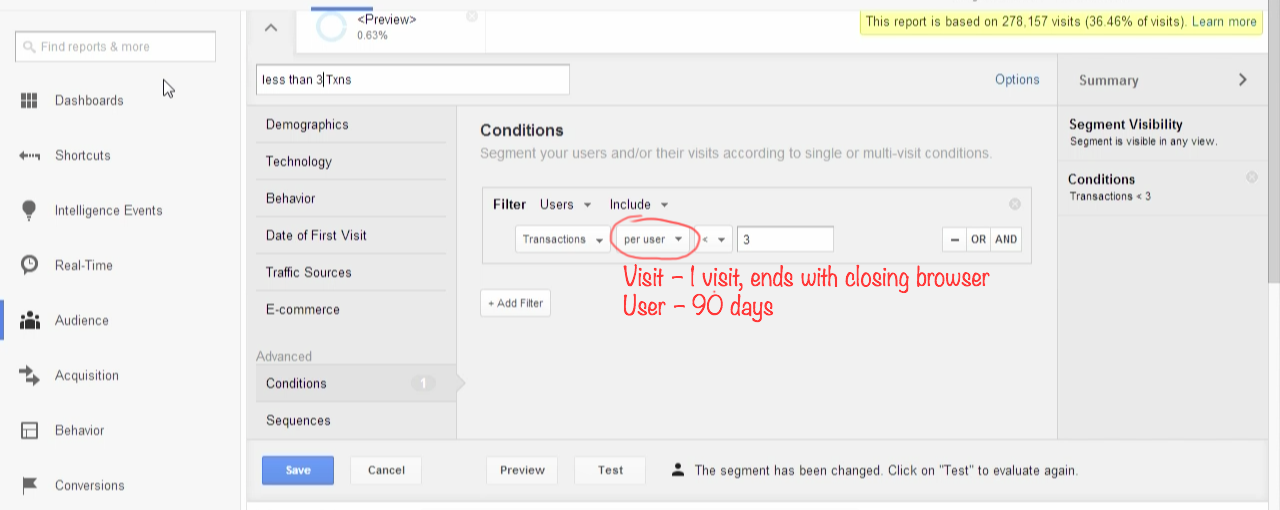 <Preview>
0.63%
This report is based on 278,157 visits (36.46% of visits). Learn more
Find reports & more
less than 3 Txns
Options
Summary
Dashboards
Shortcuts
Intelligence Events
Real-Time
Audience
Acquisition
Behavior
Conversions
Demographics
Technology
Behavior
Date of First Visit
Traffic Sources
E-commerce
Advanced
Conditions 1
Sequences
Conditions
Segment your users and/or their visits according to single or multi-visit conditions.
Filter Users Include
Transactions per user < 3 − OR AND
Visit – 1 visit, ends with closing browser
User – 90 days
+ Add Filter
Segment Visibility
Segment is visible in any view.
Conditions
Transactions < 3
Save Cancel Preview Test The segment has been changed. Click on "Test" to evaluate again.